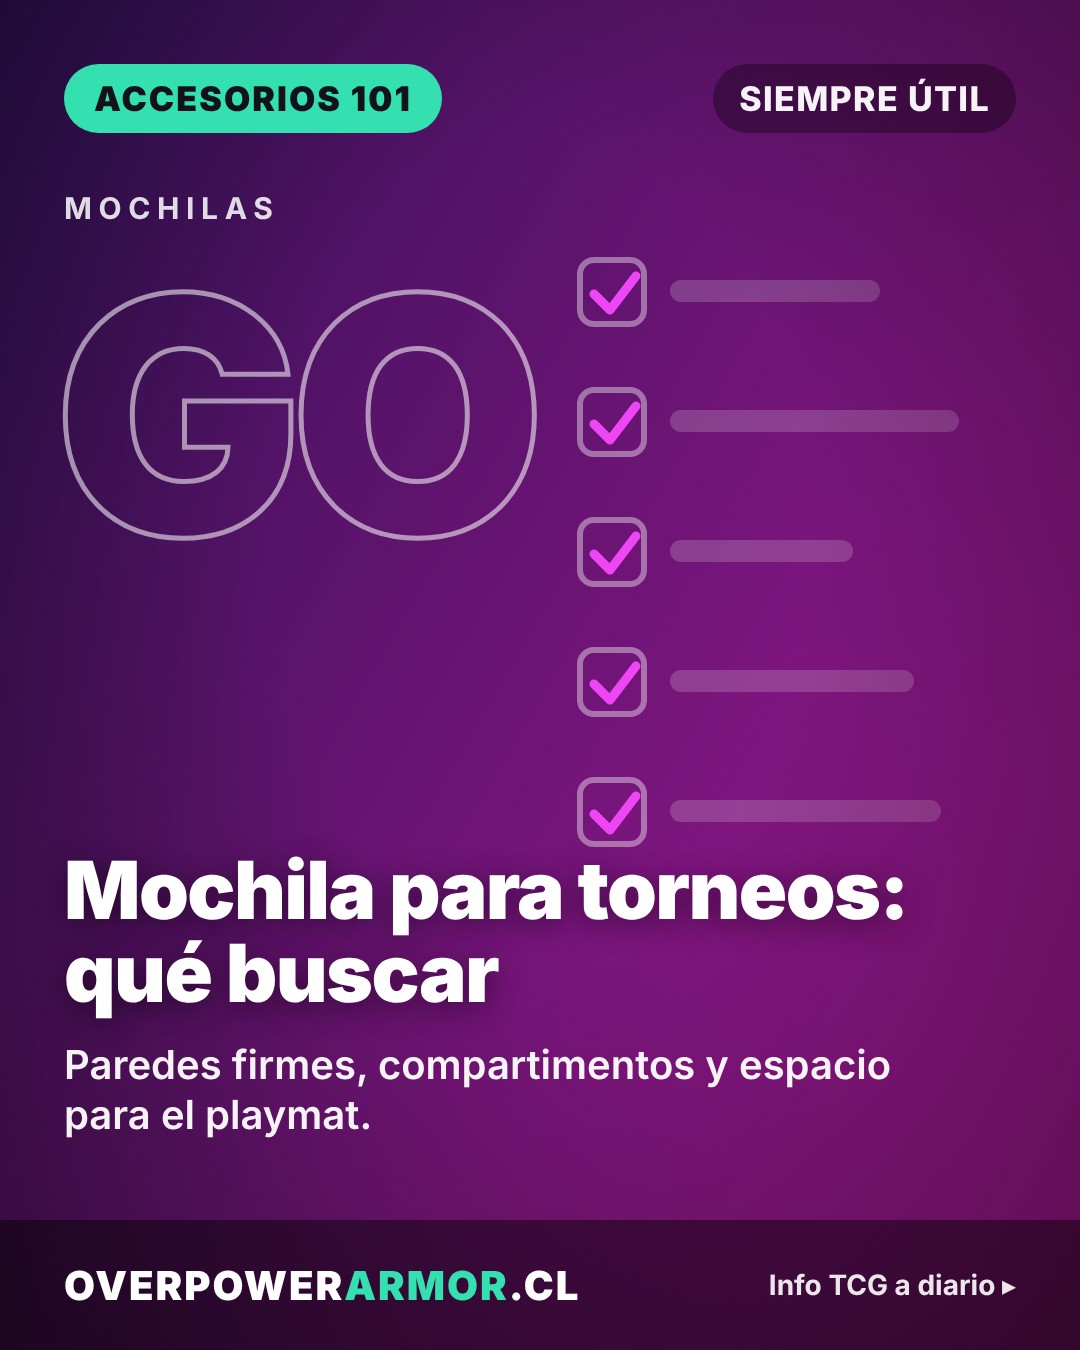 ACCESORIOS 101
SIEMPRE ÚTIL
MOCHILAS
GO
Mochila para torneos:
qué buscar
Paredes firmes, compartimentos y espacio
para el playmat.
OVERPOWERARMOR.CL
Info TCG a diario ▸